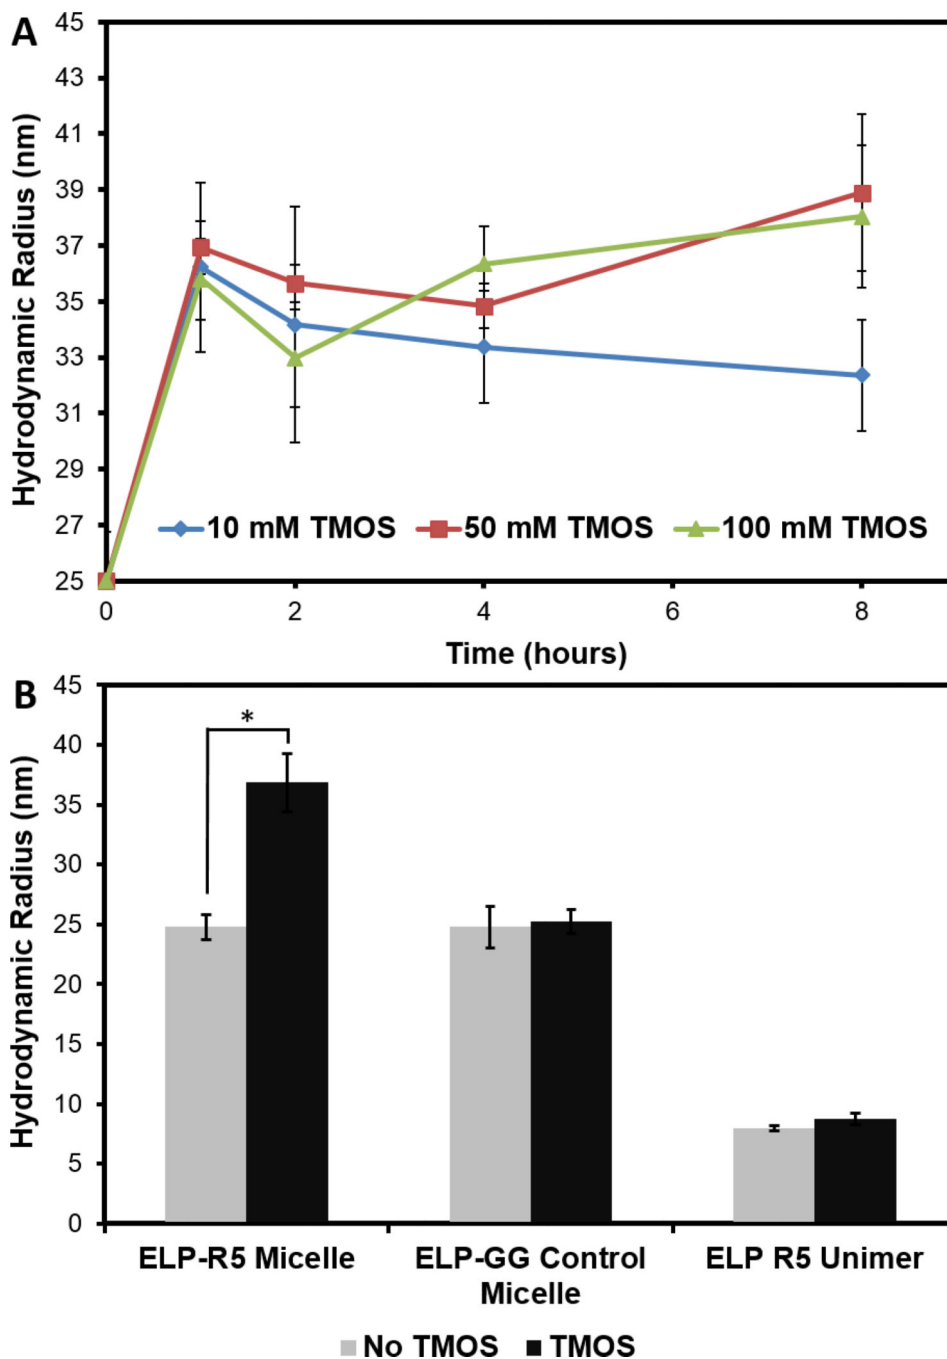 A
Hydrodynamic Radius (nm)
45
43
41
39
37
35
33
31
29
27
25
10 mM TMOS 50 mM TMOS 100 mM TMOS
0 2 4 6 8
Time (hours)
B
Hydrodynamic Radius (nm)
45
40
35
30
25
20
15
10
5
0
*
ELP-R5 Micelle ELP-GG Control ELP R5 Unimer
Micelle
No TMOS TMOS